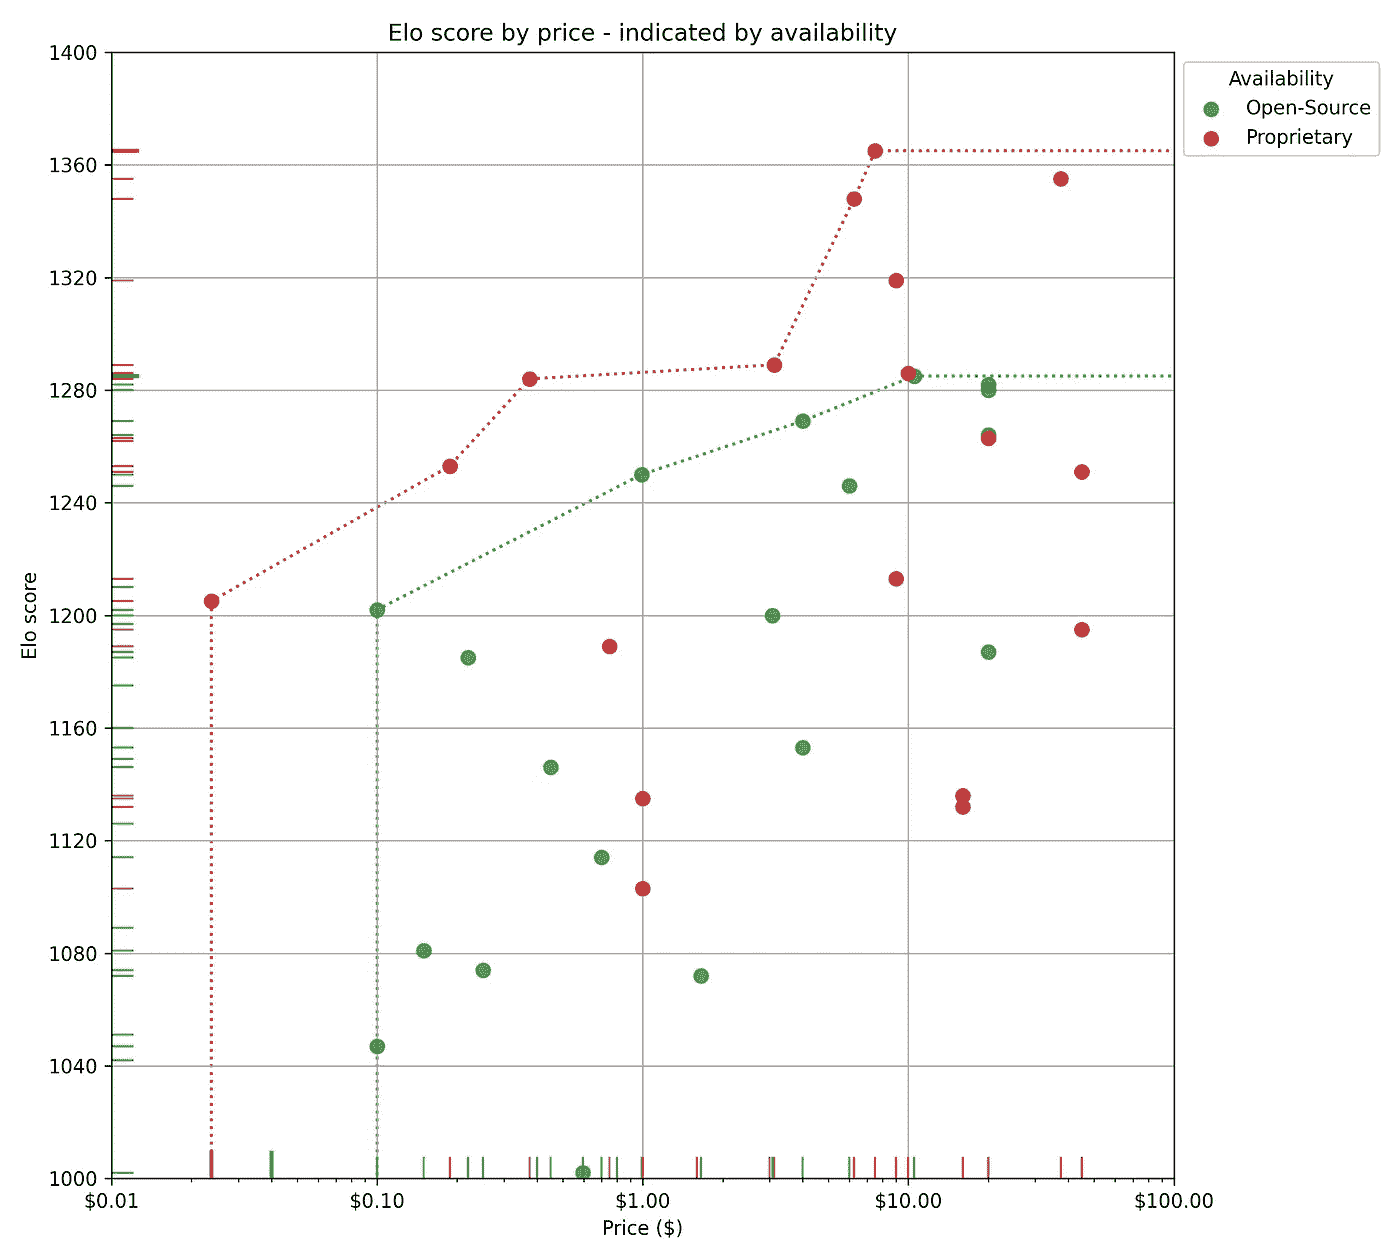 Elo score by price - indicated by availability
1400
1360
1320
1280
1240
1200
1160
1120
1080
1040
1000
Elo score
$0.01
$0.10
$1.00
$10.00
$100.00
Price ($)
Availability
Open-Source
Proprietary